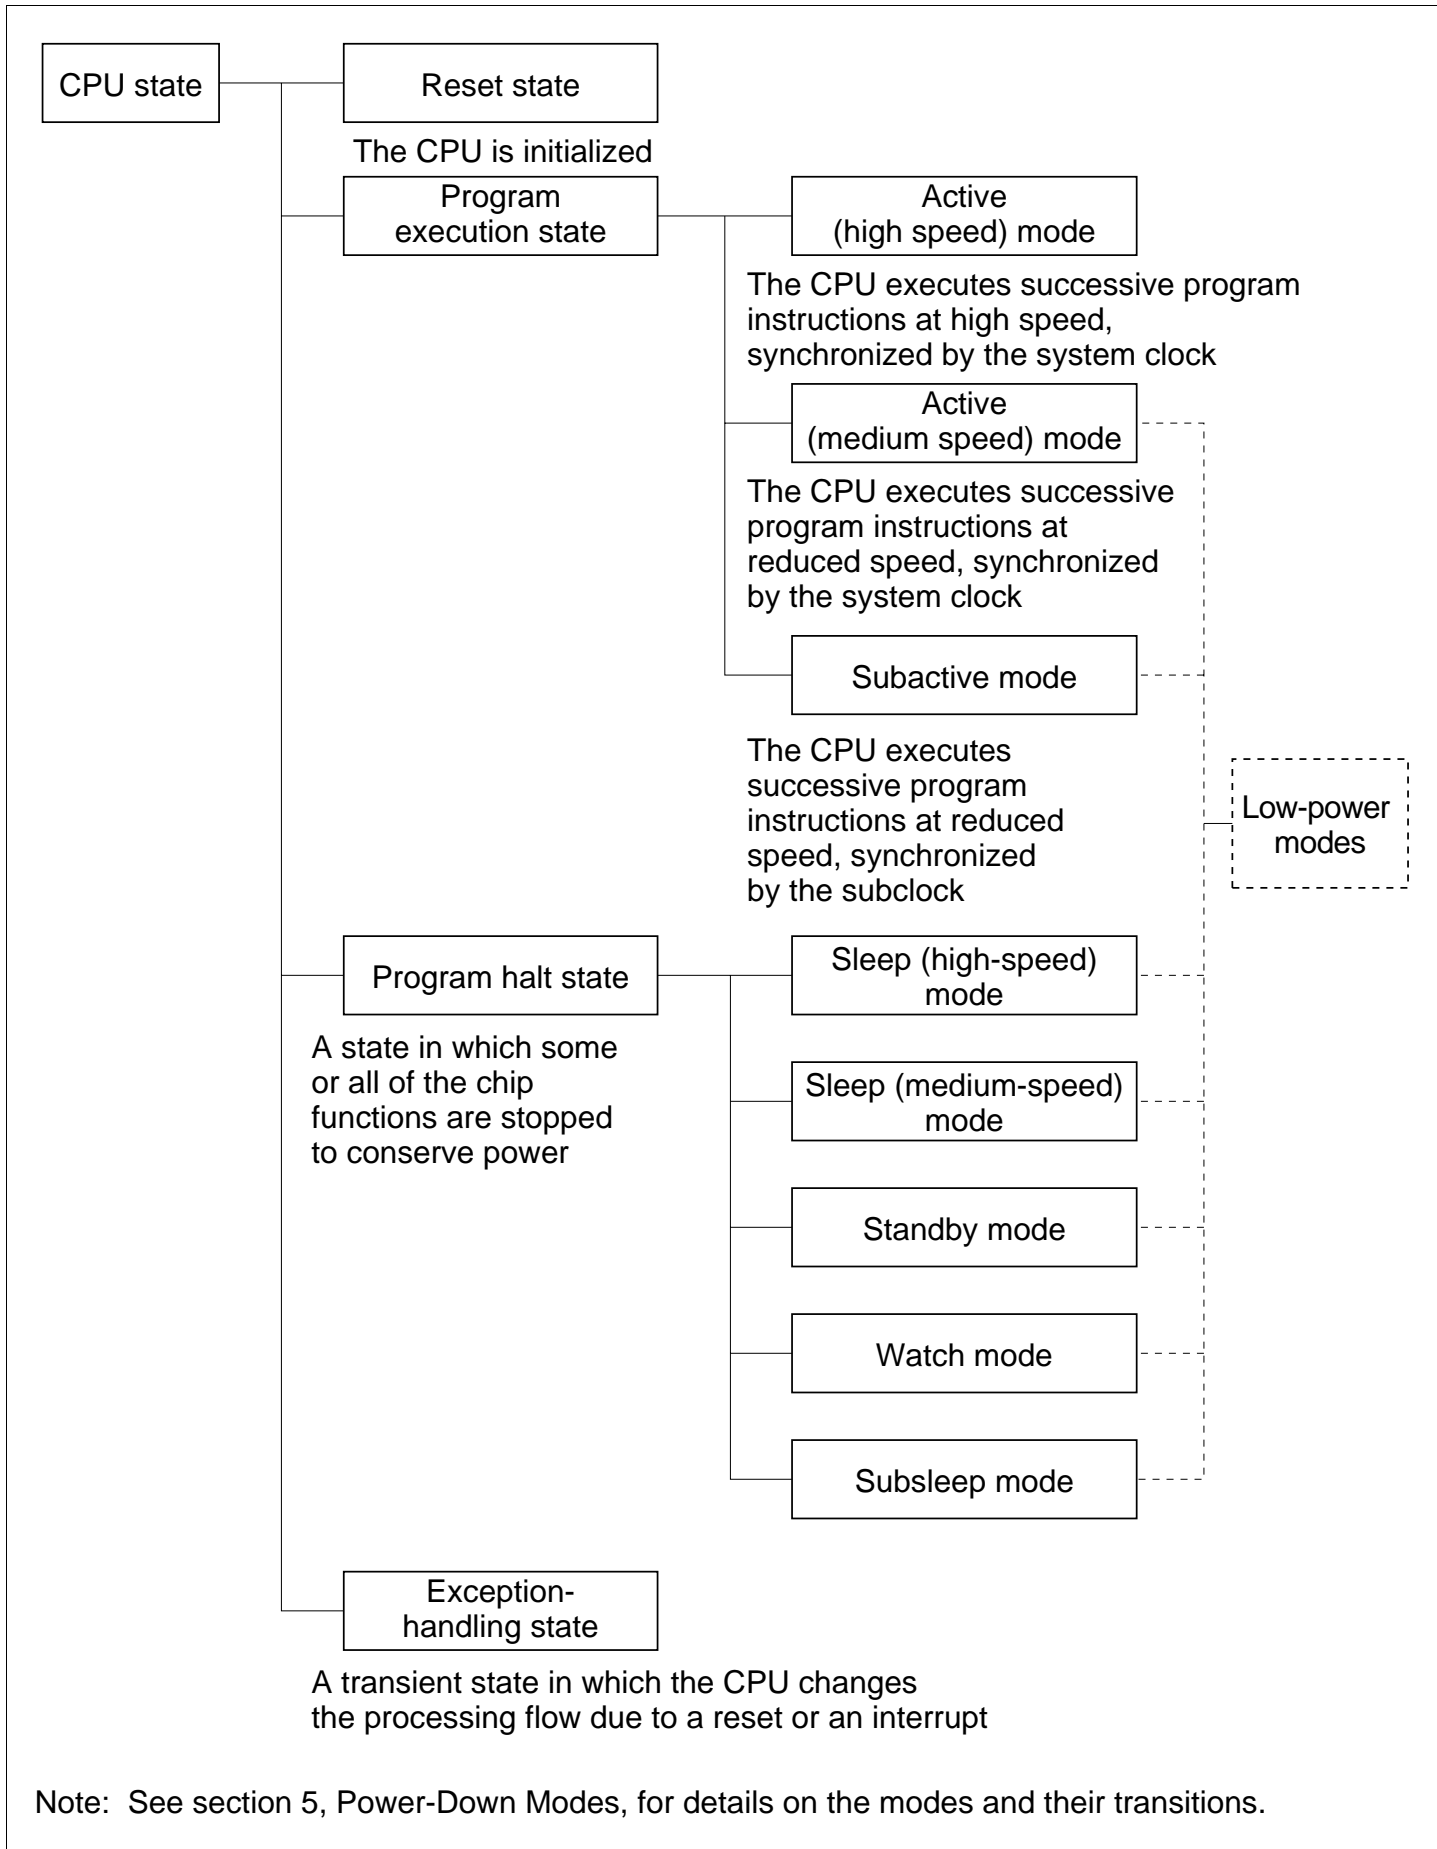 CPU state
Reset state
The CPU is initialized
Program
execution state
Active
(high speed) mode
The CPU executes successive program
instructions at high speed,
synchronized by the system clock
Active
(medium speed) mode
The CPU executes successive
program instructions at
reduced speed, synchronized
by the system clock
Subactive mode
The CPU executes
successive program
instructions at reduced
speed, synchronized
by the subclock
Low-power
modes
Program halt state
A state in which some
or all of the chip
functions are stopped
to conserve power
Sleep (high-speed)
mode
Sleep (medium-speed)
mode
Standby mode
Watch mode
Subsleep mode
Exception-
handling state
A transient state in which the CPU changes
the processing flow due to a reset or an interrupt
Note: See section 5, Power-Down Modes, for details on the modes and their transitions.